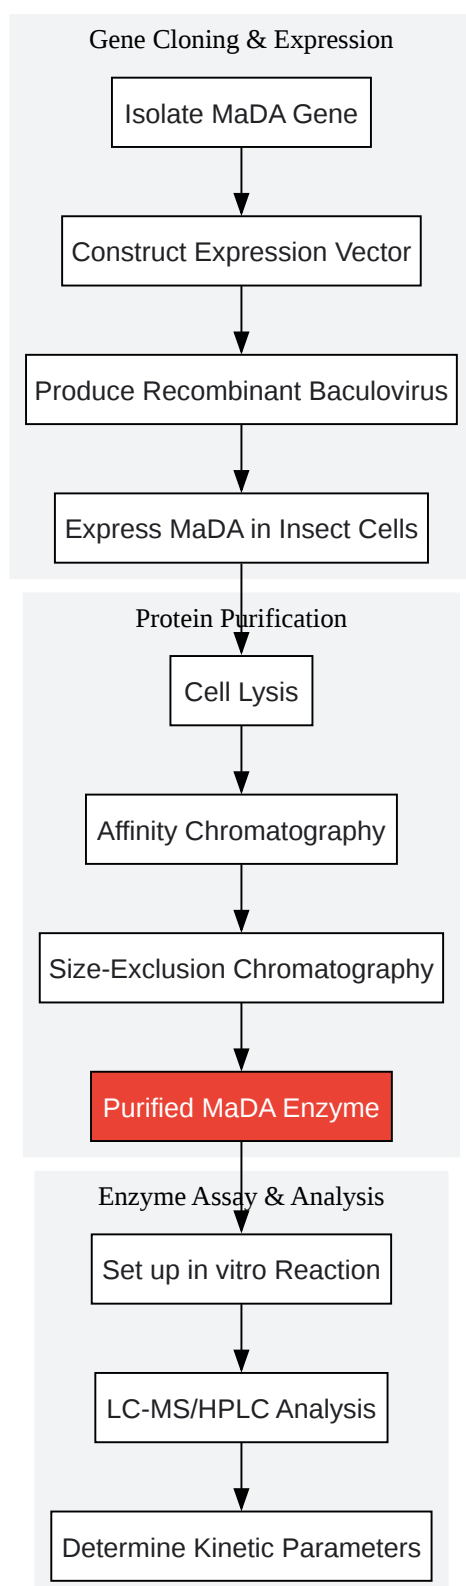 Gene Cloning & Expression
Isolate MaDA Gene
Construct Expression Vector
Produce Recombinant Baculovirus
Express MaDA in Insect Cells
Protein Purification
Cell Lysis
Affinity Chromatography
Size-Exclusion Chromatography
Purified MaDA Enzyme
Enzyme Assay & Analysis
Set up in vitro Reaction
LC-MS/HPLC Analysis
Determine Kinetic Parameters